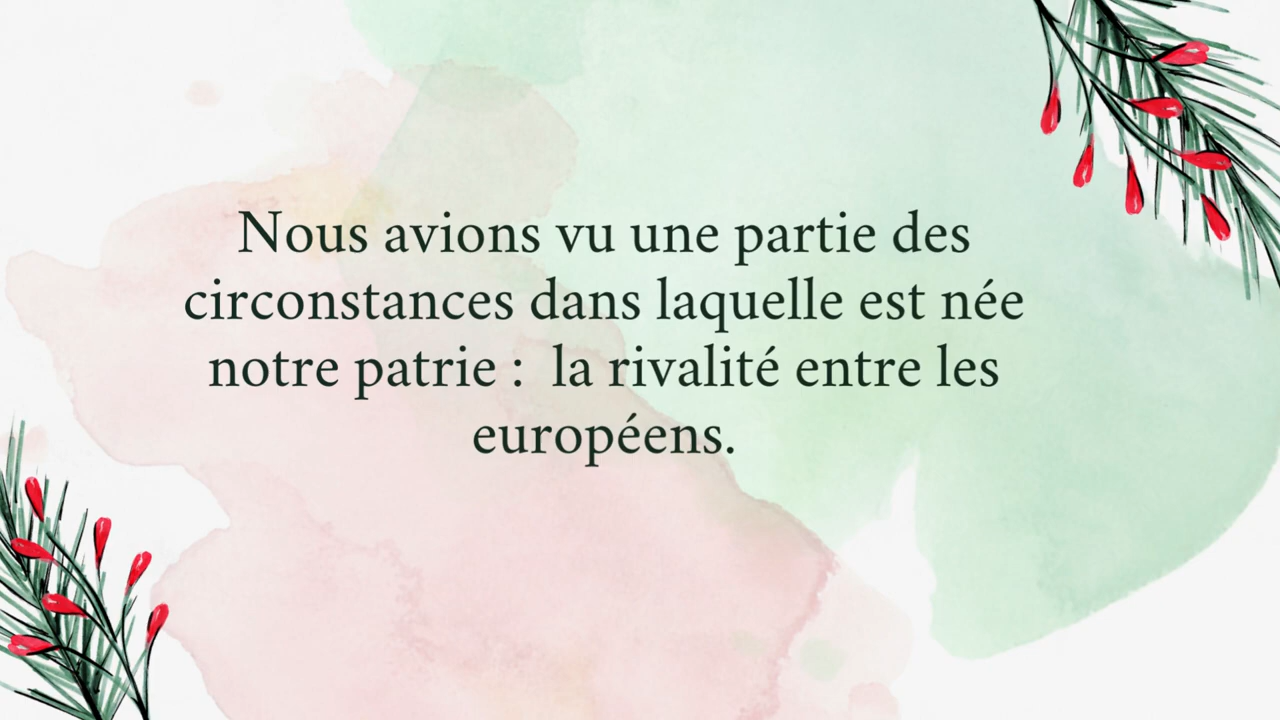 Nous avions vu une partie des
circonstances dans laquelle est née
notre patrie :  la rivalité entre les
européens.